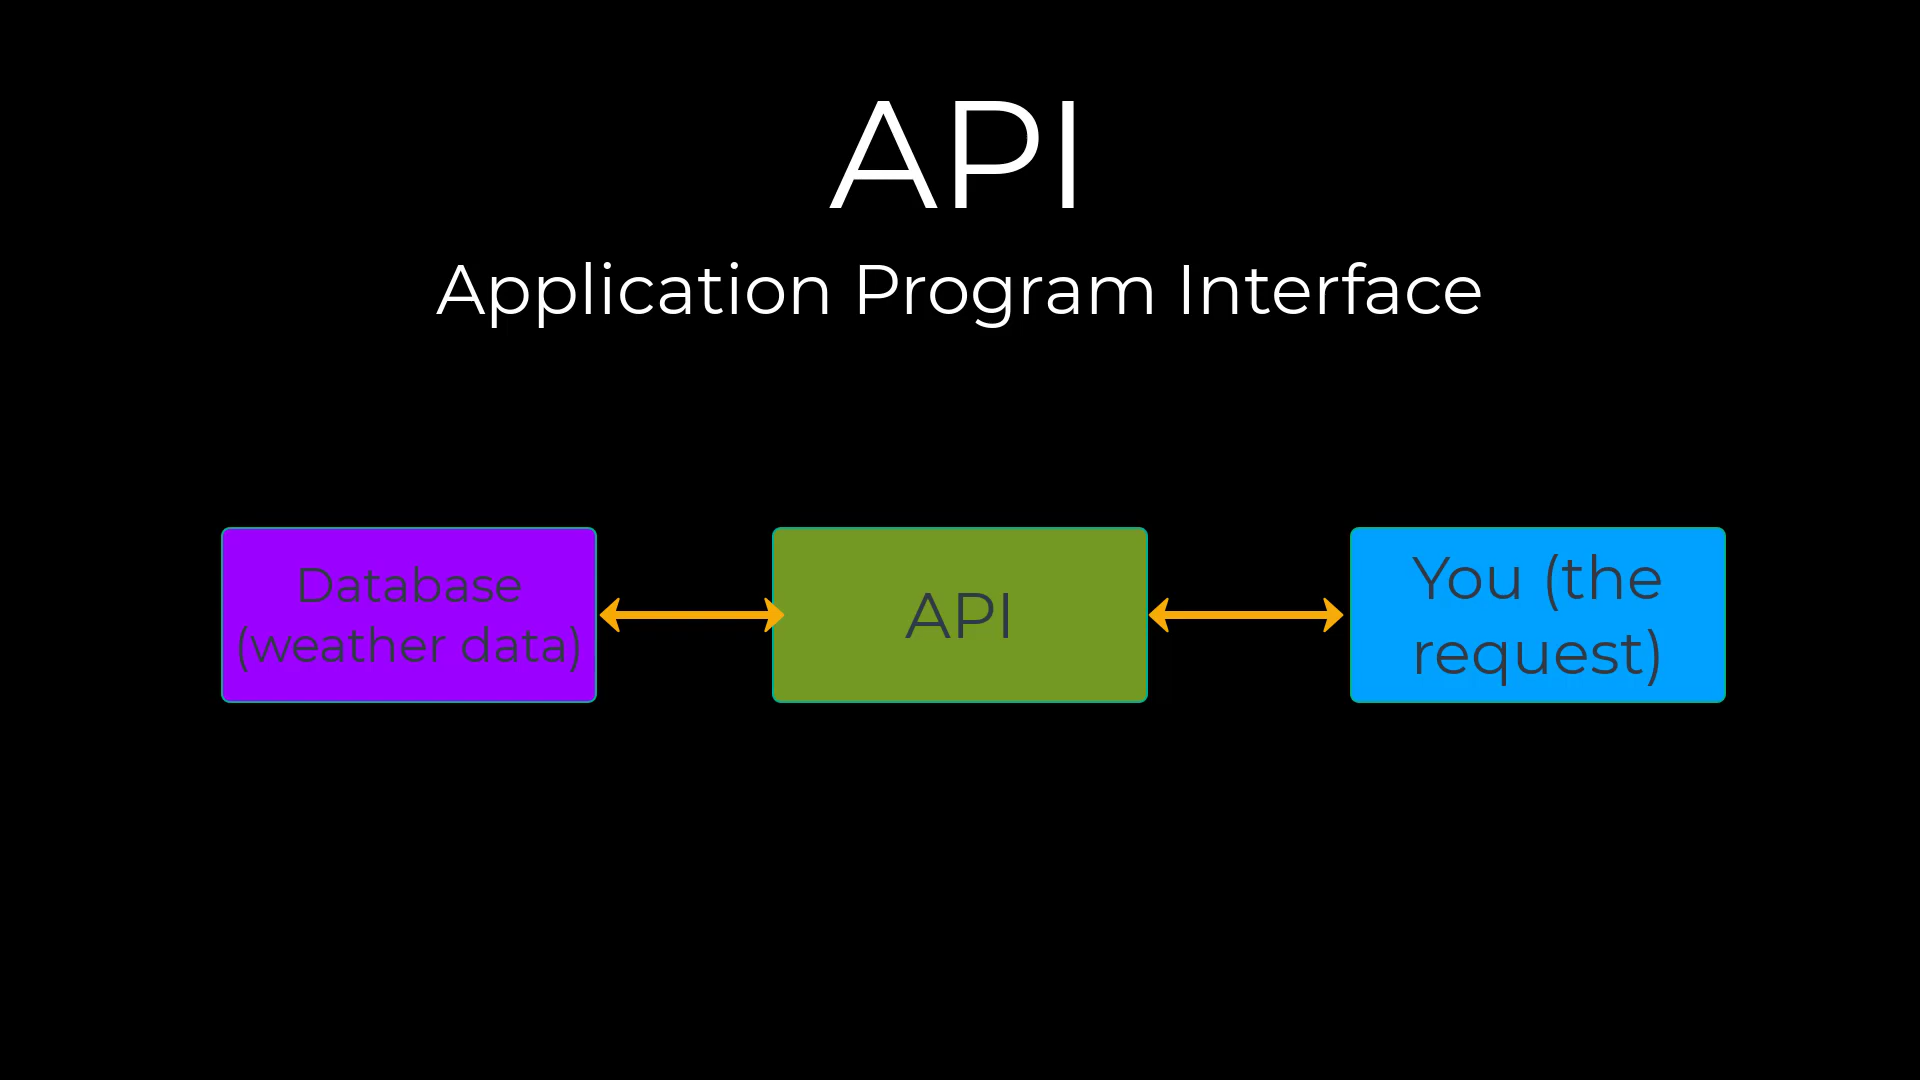 API
Application Program Interface
Database
(weather data)
API
You (the
request)